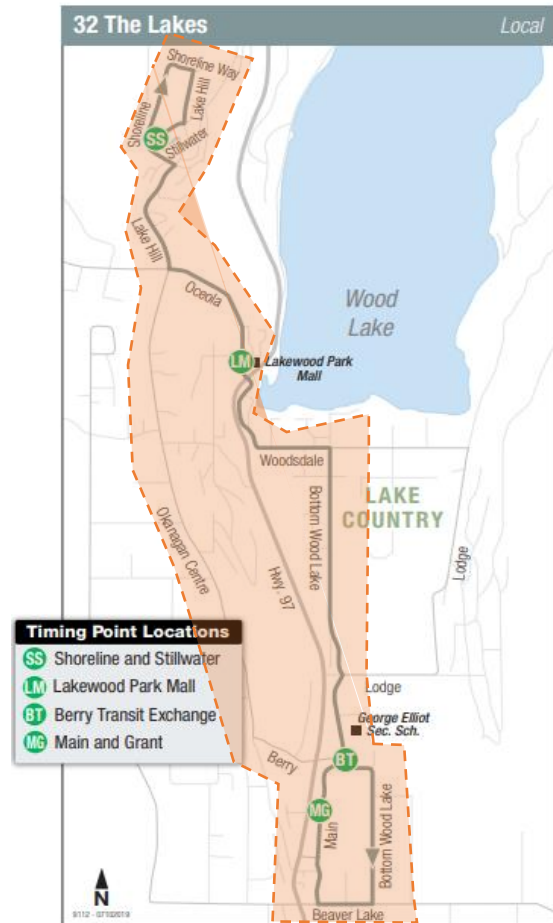 32 The Lakes
Local
Shoreline Way
Lake Hill
Shoreline
SS
Stillwater
Lake Hill
Oceola
Wood
Lake
LM
Lakewood Park
Mall
Woodsdale
Bottom Wood Lake
LAKE
COUNTRY
Okanagan Centre
Hwy. 97
Lodge
Timing Point Locations
SS Shoreline and Stillwater
LM Lakewood Park Mall
BT Berry Transit Exchange
MG Main and Grant
Lodge
George Elliot
Sec. Sch.
Berry
BT
MG
Main
Bottom Wood Lake
N
9112 - 07102019
Beaver Lake